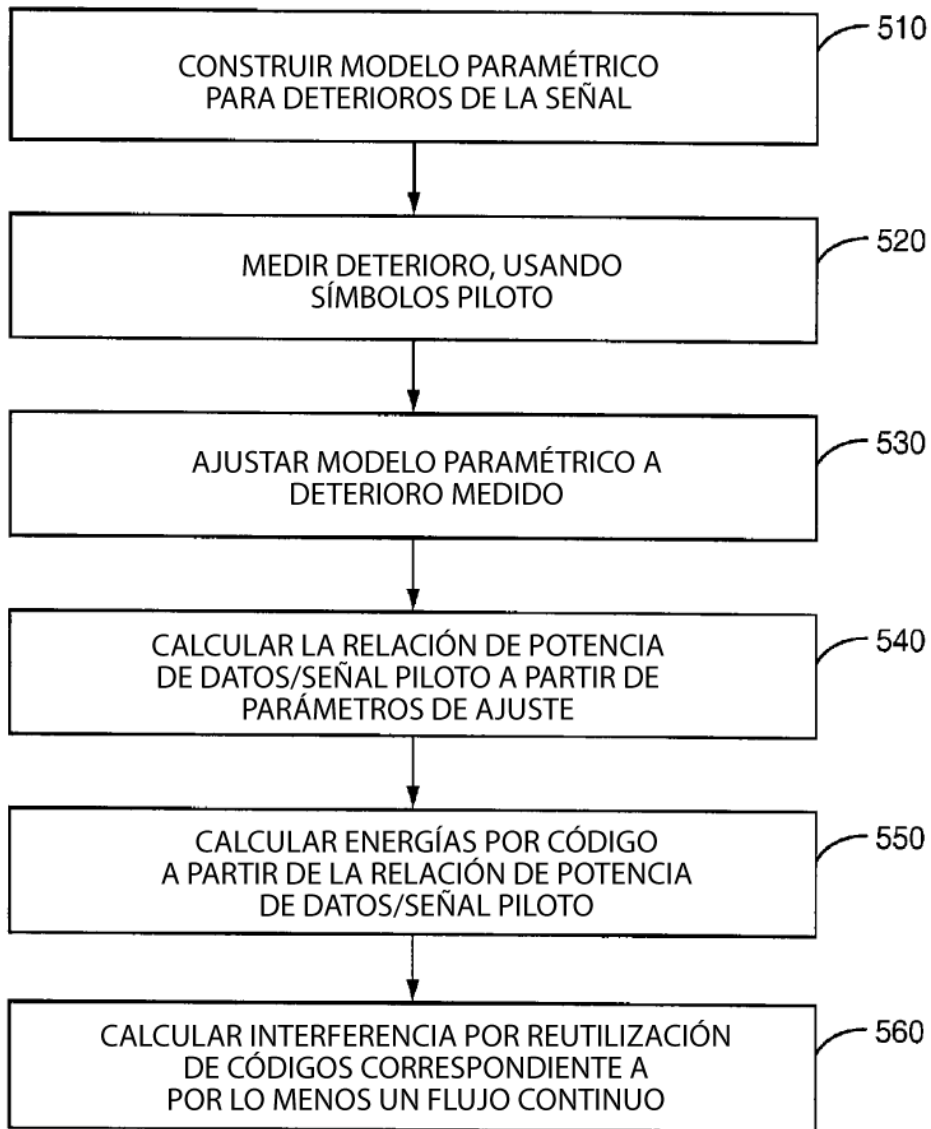 510
CONSTRUIR MODELO PARAMÉTRICO
PARA DETERIOROS DE LA SEÑAL
520
MEDIR DETERIORO, USANDO
SÍMBOLOS PILOTO
530
AJUSTAR MODELO PARAMÉTRICO A
DETERIORO MEDIDO
540
CALCULAR LA RELACIÓN DE POTENCIA
DE DATOS/SEÑAL PILOTO A PARTIR DE
PARÁMETROS DE AJUSTE
550
CALCULAR ENERGÍAS POR CÓDIGO
A PARTIR DE LA RELACIÓN DE POTENCIA
DE DATOS/SEÑAL PILOTO
560
CALCULAR INTERFERENCIA POR REUTILIZACIÓN
DE CÓDIGOS CORRESPONDIENTE A
POR LO MENOS UN FLUJO CONTINUO